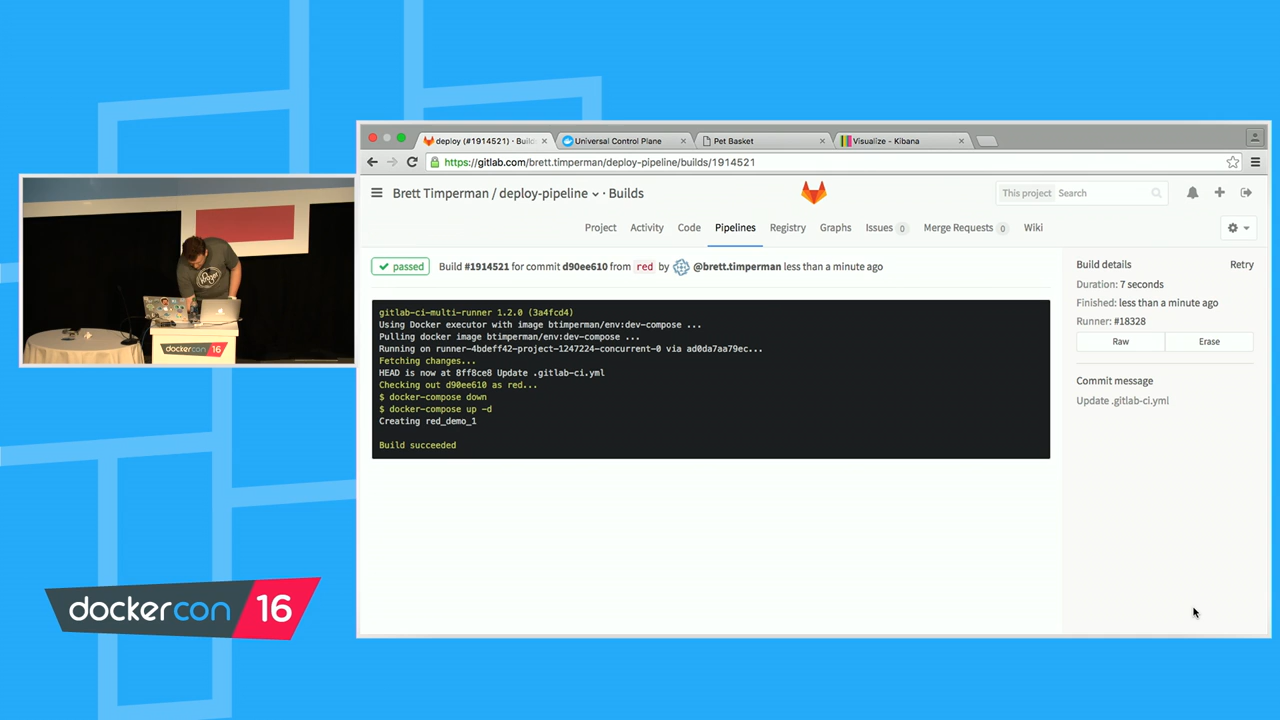 deploy (#1914521) · Builds
Universal Control Plane
Pet Basket
Visualize - Kibana
https://gitlab.com/brett.timperman/deploy-pipeline/builds/1914521
Brett Timperman / deploy-pipeline · Builds
This project Search
Project Activity Code Pipelines Registry Graphs Issues 0 Merge Requests 0 Wiki
passed Build #1914521 for commit d90ee610 from red by @brett.timperman less than a minute ago
gitlab-ci-multi-runner 1.2.0 (3a4fcd4)
Using Docker executor with image btimperman/env:dev-compose ...
Pulling docker image btimperman/env:dev-compose ...
Running on runner-4bdeff42-project-1247224-concurrent-0 via ad0da7aa79ec...
Fetching changes...
HEAD is now at 8ff8ce8 Update .gitlab-ci.yml
Checking out d90ee610 as red...
$ docker-compose down
$ docker-compose up -d
Creating red_demo_1
Build succeeded
Build details Retry
Duration: 7 seconds
Finished: less than a minute ago
Runner: #18328
Raw Erase
Commit message
Update .gitlab-ci.yml
dockercon 16
dockercon 16